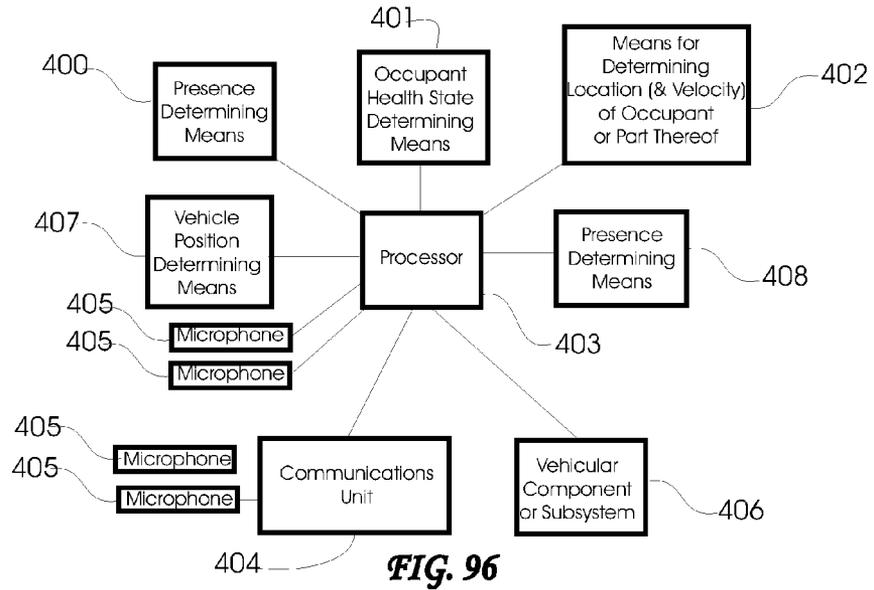 401
400
Presence
Determining
Means
Occupant
Health State
Determining
Means
Means for
Determining
Location (& Velocity)
of Occupant
or Part Thereof
402
407
Vehicle
Position
Determining
Means
Processor
Presence
Determining
Means
408
405
Microphone
405
Microphone
403
405
Microphone
405
Microphone
Communications
Unit
Vehicular
Component
or Subsystem
406
404
FIG. 96